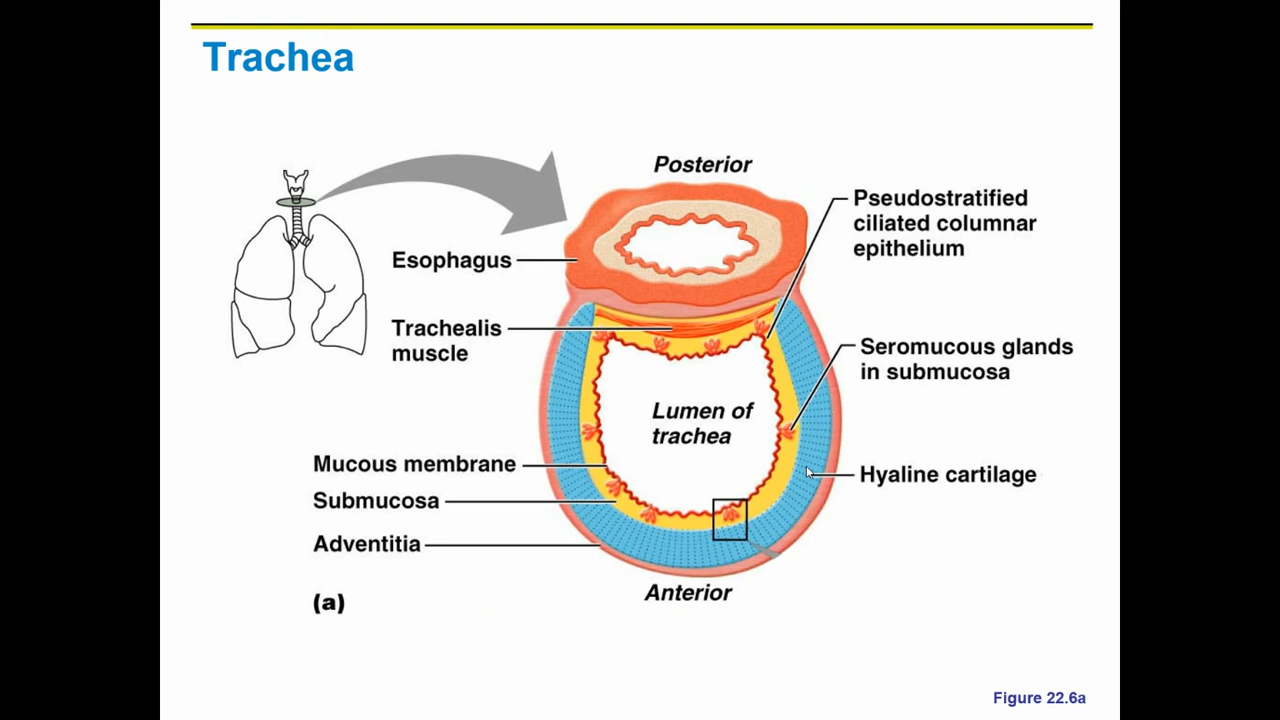 Trachea
Posterior
Pseudostratified
ciliated columnar
epithelium
Esophagus
Trachealis
muscle
Seromucous glands
in submucosa
Lumen of
trachea
Mucous membrane
Hyaline cartilage
Submucosa
Adventitia
Anterior
(a)
Figure 22.6a